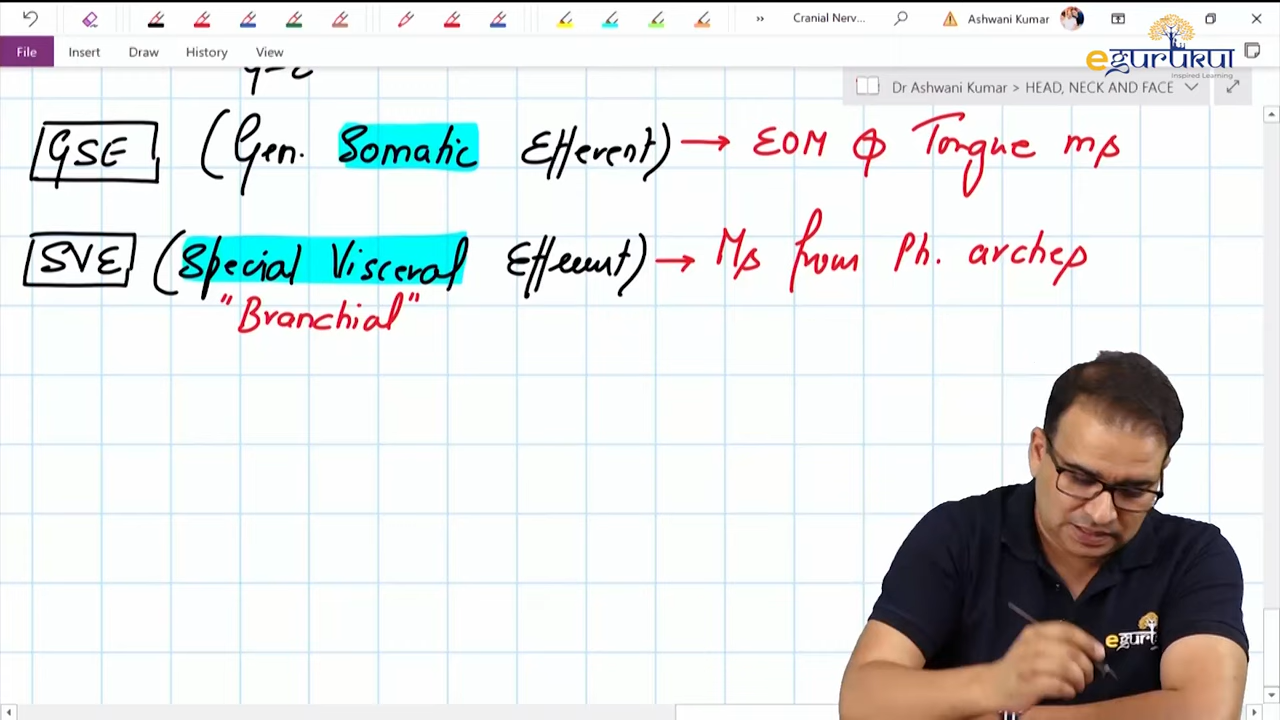 Cranial Nerv...
Ashwani Kumar
File Insert Draw History View
egurukul
Inspired Learning
Dr Ashwani Kumar > HEAD, NECK AND FACE
GSE (Gen. Somatic Efferent) → EOM Φ Tongue ms
SVE (Special Visceral Efferent) → Ms from Ph. arches
"Branchial"
egur